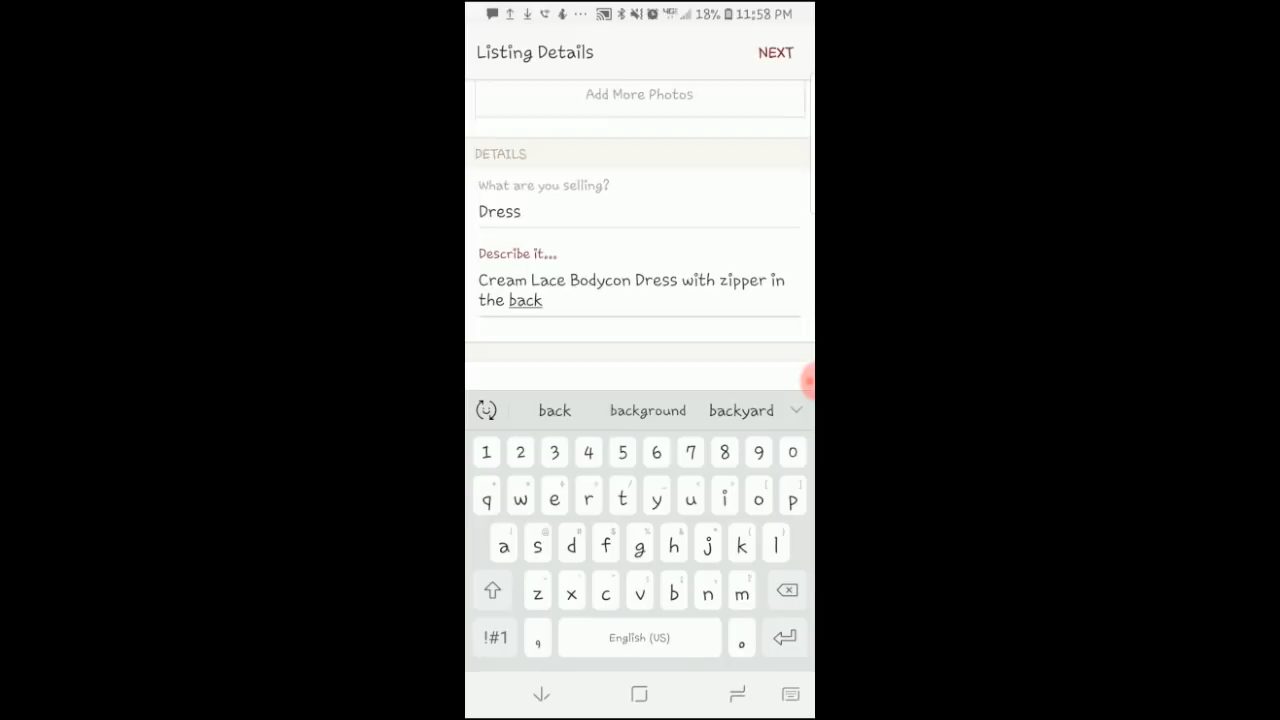 18% 11:58 PM
Listing Details NEXT
Add More Photos
DETAILS
What are you selling?
Dress
Describe it...
Cream Lace Bodycon Dress with zipper in
the back
back background backyard
1 2 3 4 5 6 7 8 9 0
q w e r t y u i o p
a s d f g h j k l
z x c v b n m
!#1 , English (US) .